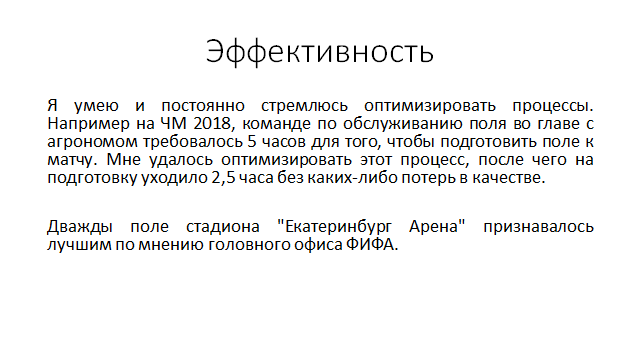 Эффективность
Я умею и постоянно стремлюсь оптимизировать процессы.
Например на ЧМ 2018, команде по обслуживанию поля во главе с
агрономом требовалось 5 часов для того, чтобы подготовить поле к
матчу. Мне удалось оптимизировать этот процесс, после чего на
подготовку уходило 2,5 часа без каких-либо потерь в качестве.
Дважды поле стадиона "Екатеринбург Арена" признавалось
лучшим по мнению головного офиса ФИФА.